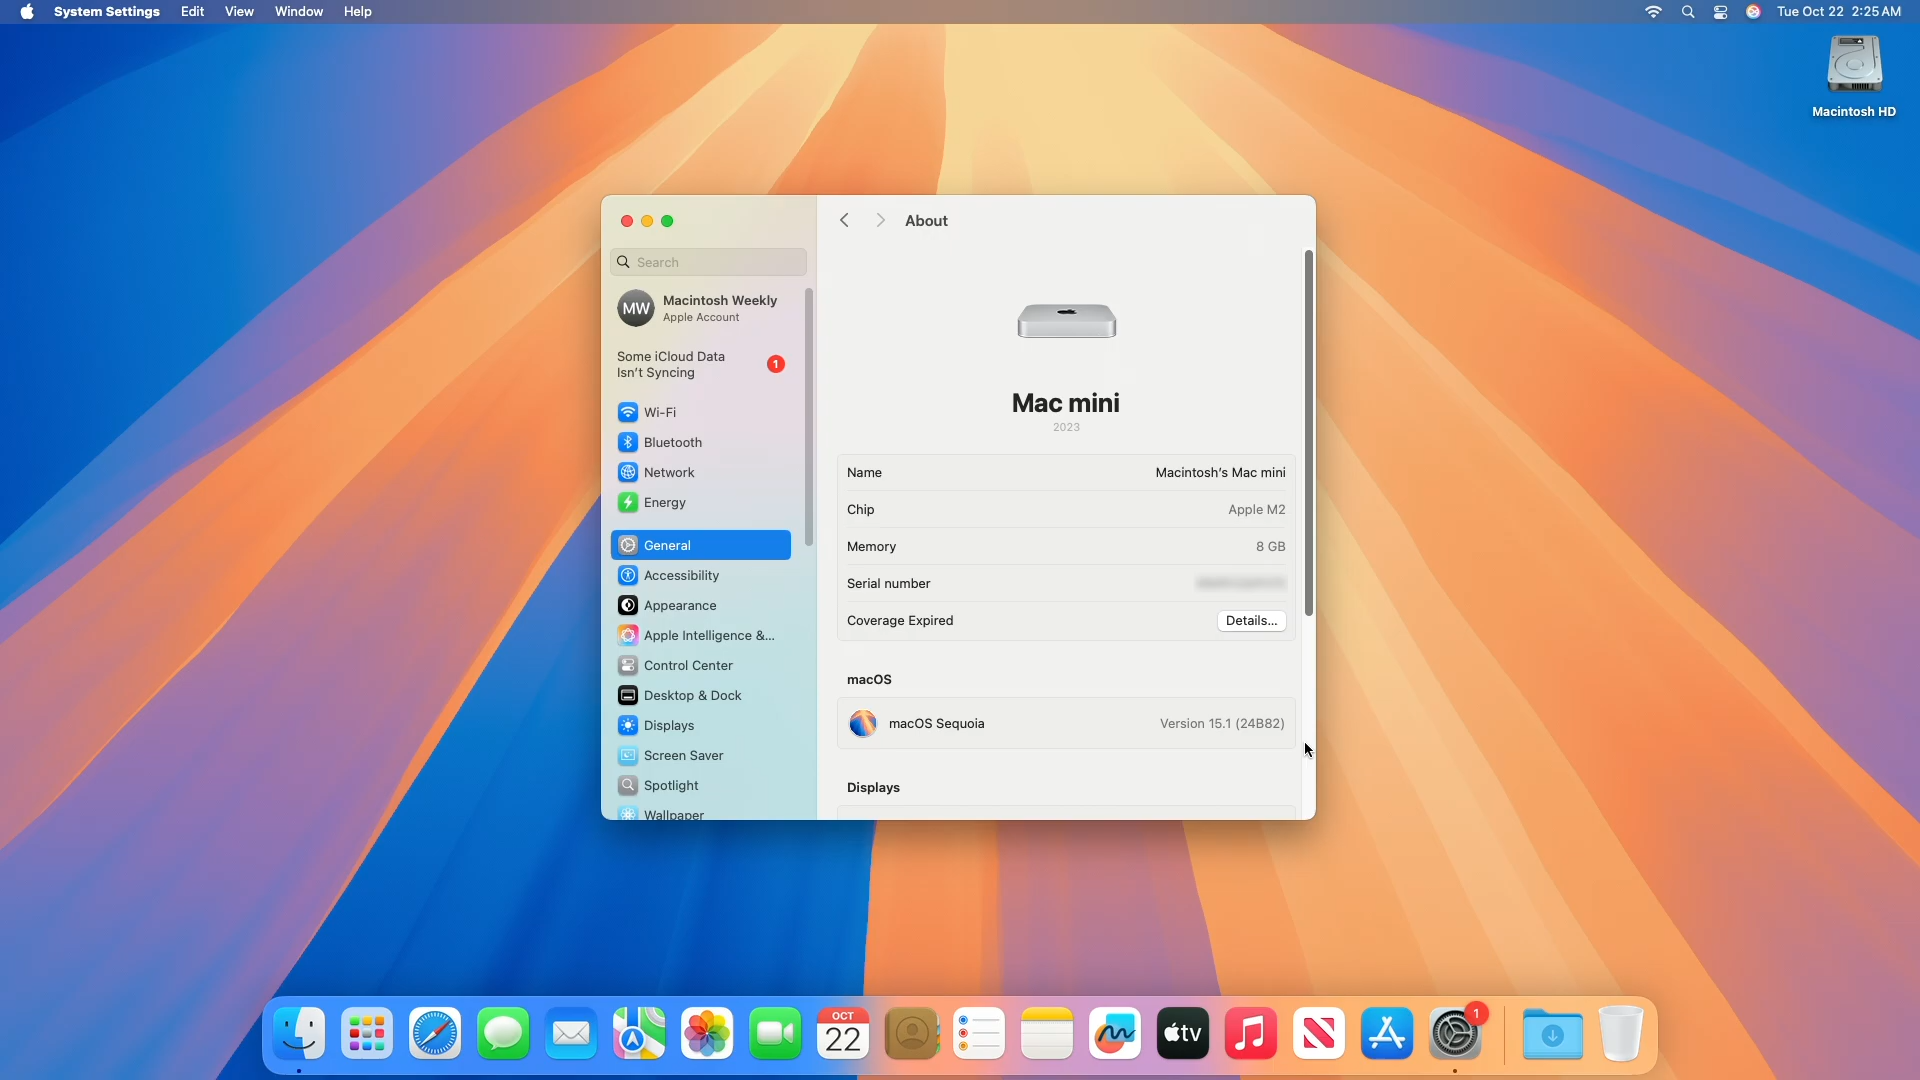 System Settings Edit View Window Help
Tue Oct 22 2:25 AM
Macintosh HD
About
Search
MW
Macintosh Weekly
Apple Account
Some iCloud Data
Isn't Syncing
1
Wi-Fi
Bluetooth
Network
Energy
General
Accessibility
Appearance
Apple Intelligence &...
Control Center
Desktop & Dock
Displays
Screen Saver
Spotlight
Wallpaper
Mac mini
2023
Name Macintosh's Mac mini
Chip Apple M2
Memory 8 GB
Serial number
Coverage Expired Details...
macOS
macOS Sequoia Version 15.1 (24B82)
Displays
OCT
22
tv
1